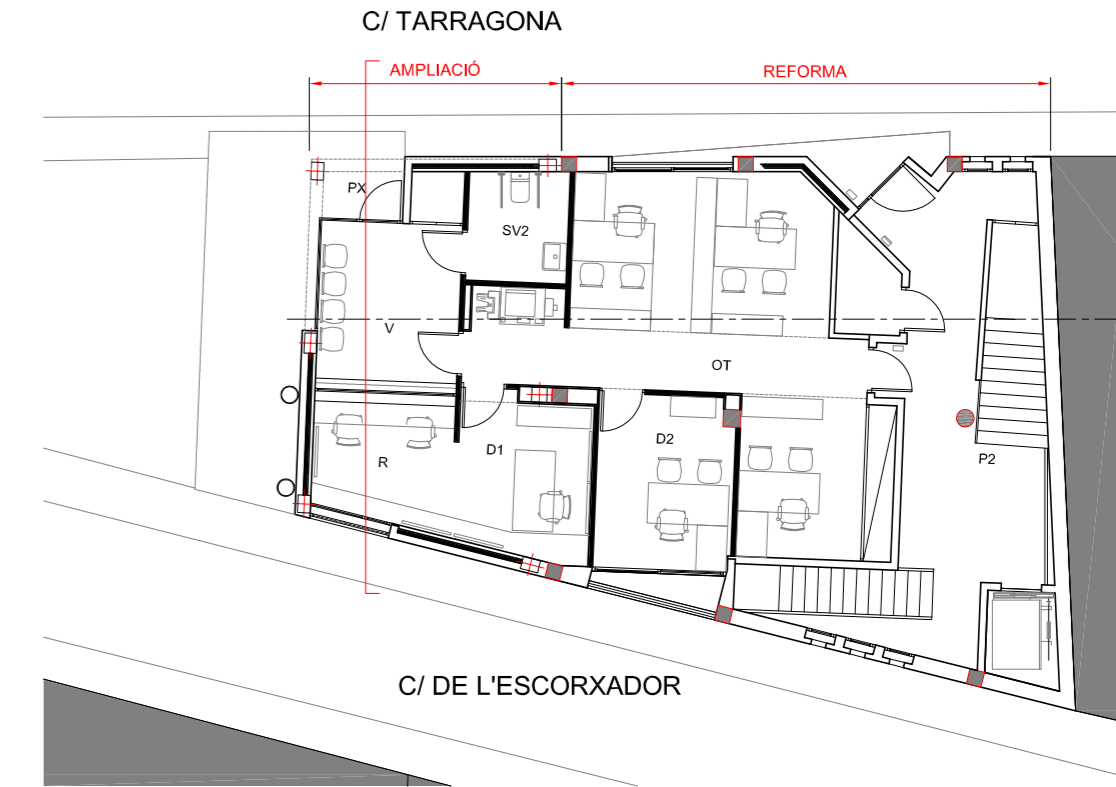 C/ TARRAGONA
AMPLIACIÓ
REFORMA
PX
SV2
V
OT
D2
D1
R
P2
C/ DE L'ESCORXADOR